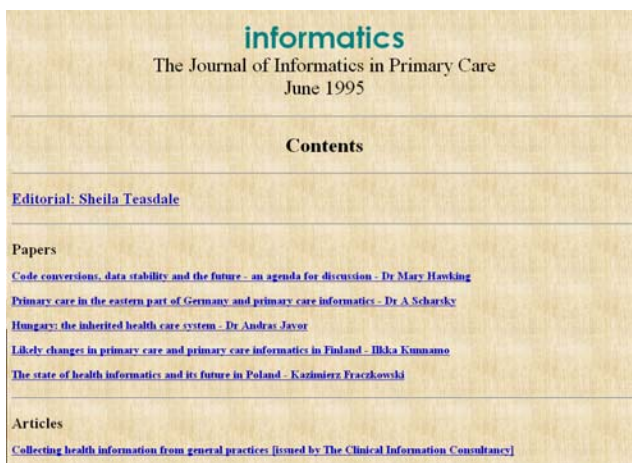 informatics
The Journal of Informatics in Primary Care
June 1995
Contents
Editorial: Sheila Teasdale
Papers
Code conversions, data stability and the future - an agenda for discussion - Dr Mary Hawking
Primary care in the eastern part of Germany and primary care informatics - Dr A Scharsky
Hungary: the inherited health care system - Dr Andras Javor
Likely changes in primary care and primary care informatics in Finland - Ilkka Kunnamo
The state of health informatics and its future in Poland - Kazimierz Fraczkowski
Articles
Collecting health information from general practices [issued by The Clinical Information Consultancy]